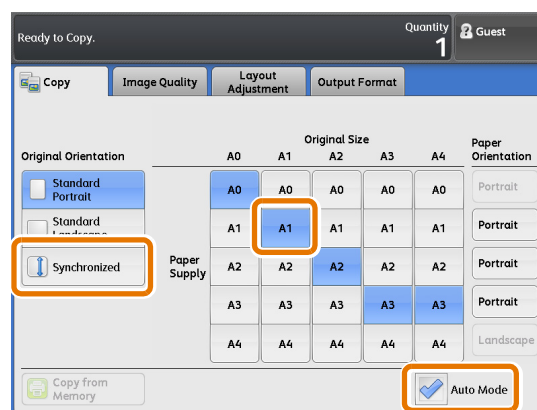 Ready to Copy.
Quantity
1
Guest
Copy
Image Quality
Layout
Adjustment
Output Format
Original Size
Paper
Original Orientation
A0 A1 A2 A3 A4
Orientation
Standard
Portrait
A0 A0 A0 A0 A0
Portrait
Standard
Landscape
A1 A1 A1 A1 A1
Portrait
Synchronized
Paper
Supply
A2 A2 A2 A2 A2
Portrait
A3 A3 A3 A3 A3
Portrait
A4 A4 A4 A4 A4
Landscape
Copy from
Memory
Auto Mode